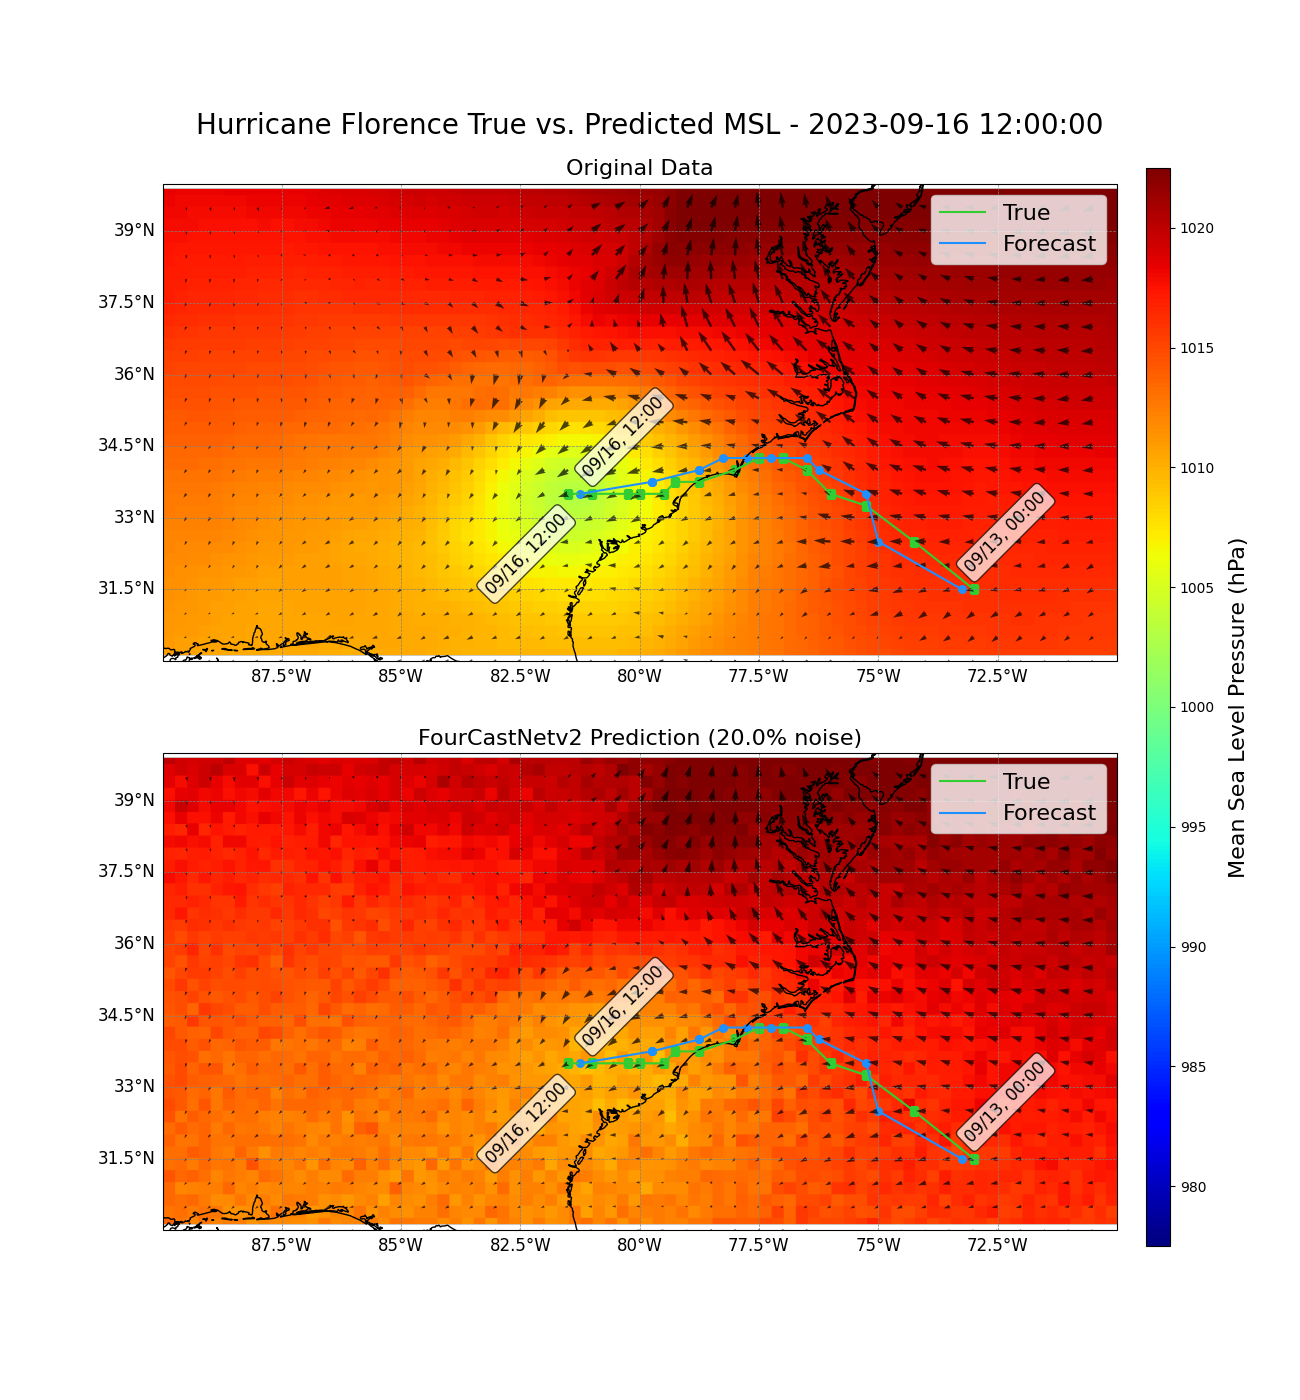 Hurricane Florence True vs. Predicted MSL - 2023-09-16 12:00:00
Original Data
True
Forecast
39°N
37.5°N
36°N
34.5°N
33°N
31.5°N
09/16, 12:00
09/16, 12:00
09/13, 00:00
87.5°W
85°W
82.5°W
80°W
77.5°W
75°W
72.5°W
FourCastNetv2 Prediction (20.0% noise)
True
Forecast
39°N
37.5°N
36°N
34.5°N
33°N
31.5°N
09/16, 12:00
09/16, 12:00
09/13, 00:00
87.5°W
85°W
82.5°W
80°W
77.5°W
75°W
72.5°W
1020
1015
1010
1005
1000
995
990
985
980
Mean Sea Level Pressure (hPa)